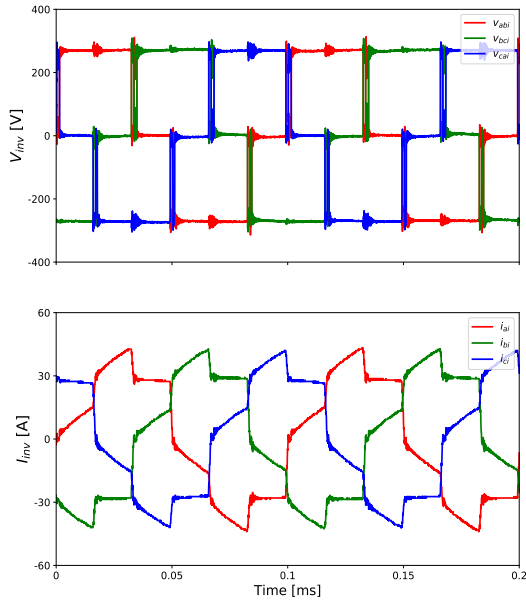 400
200
0
-200
-400
V_inv [V]
v_abi
v_bci
v_cai
60
30
0
-30
-60
I_inv [A]
i_ai
i_bi
i_ci
0
0.05
0.1
0.15
0.2
Time [ms]